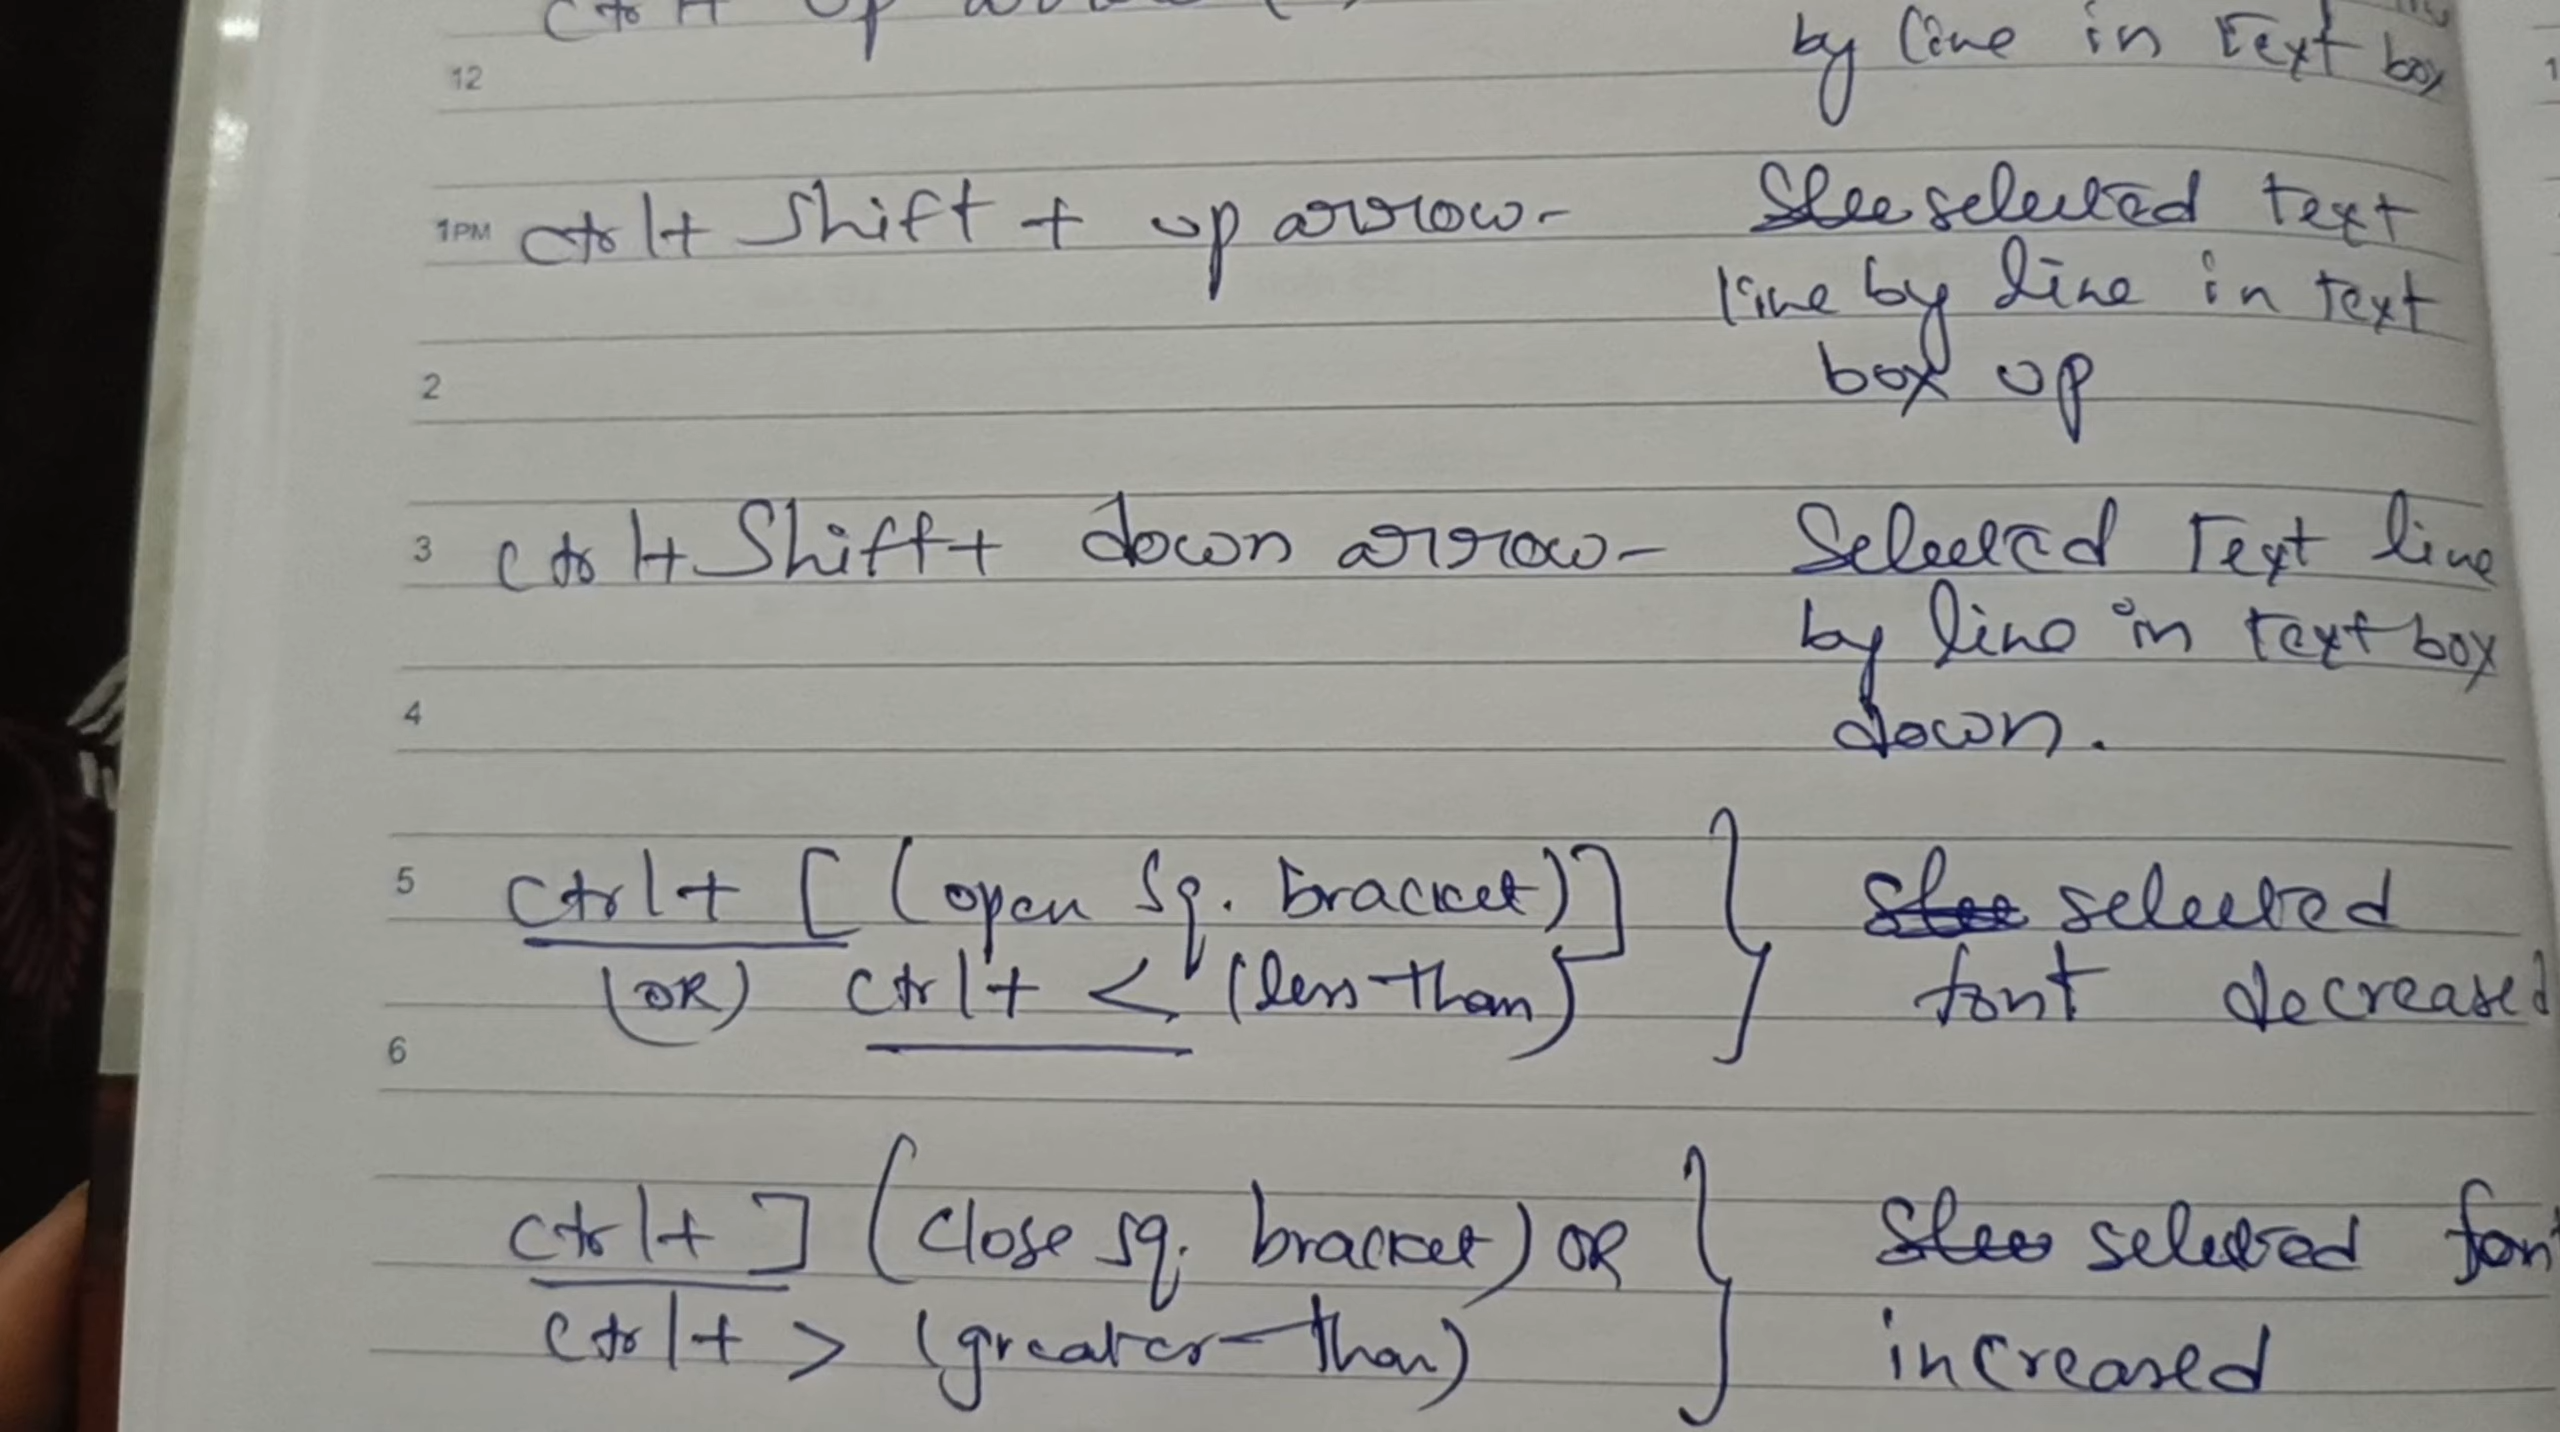 ctrl+ up
by line in text box
12
1PM ctrl+ Shift + up arrow- selected text
line by line in text
2 box up
3 ctrl+ Shift+ down arrow- Selected text line
by line in text box
4 down.
5 ctrl+ [ (open sq. bracket)] selected
(OR) ctrl+ < (less-than) font decreased
6
ctrl+ ] (close sq. bracket) OR selected font
ctrl+ > (greater-than) increased